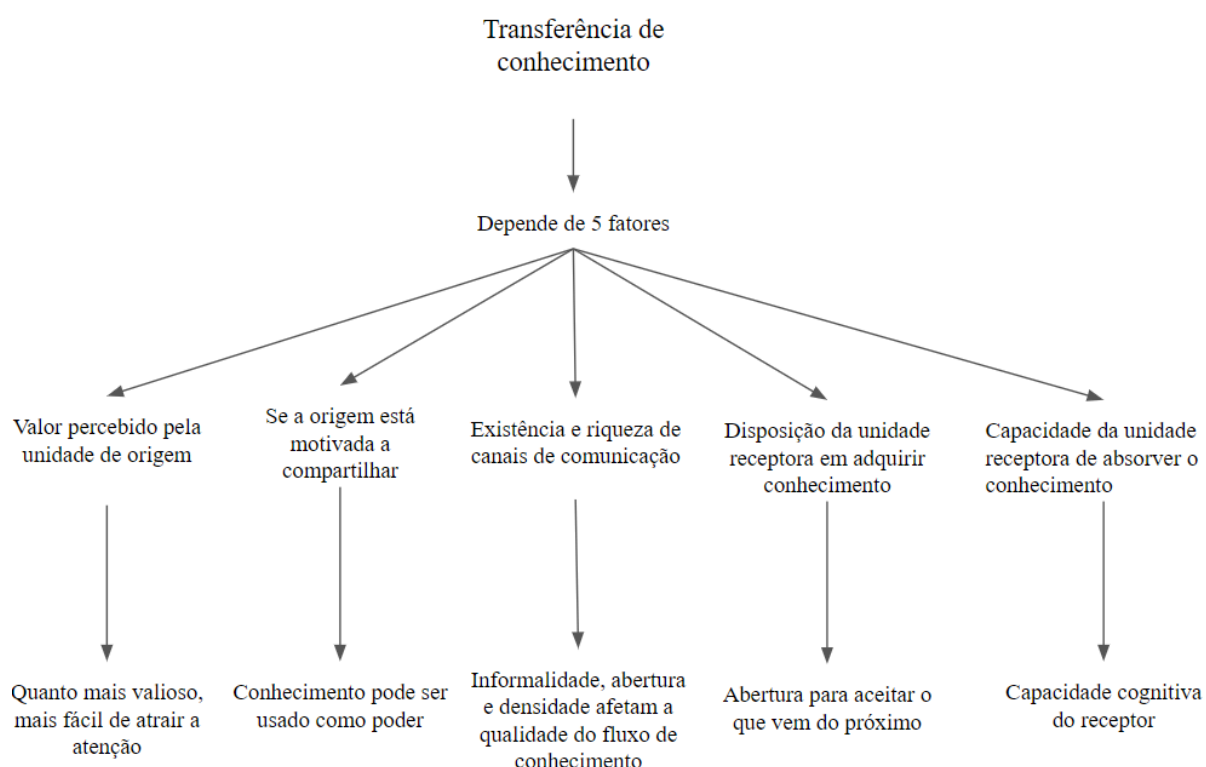 Transferência de
conhecimento
Depende de 5 fatores
Valor percebido pela
unidade de origem
Se a origem está
motivada a
compartilhar
Existência e riqueza de
canais de comunicação
Disposição da unidade
receptora em adquirir
conhecimento
Capacidade da unidade
receptora de absorver o
conhecimento
Quanto mais valioso,
mais fácil de atrair a
atenção
Conhecimento pode ser
usado como poder
Informalidade, abertura
e densidade afetam a
qualidade do fluxo de
conhecimento
Abertura para aceitar o
que vem do próximo
Capacidade cognitiva
do receptor